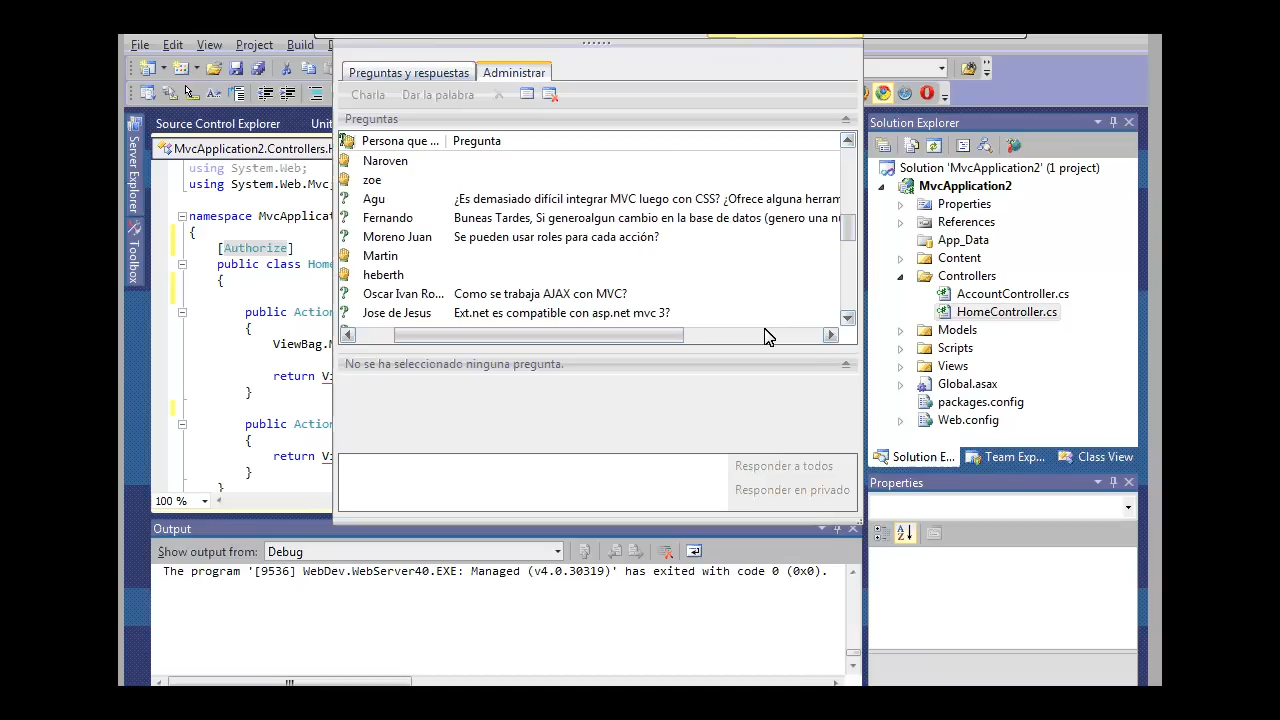 File Edit View Project Build
Preguntas y respuestas Administrar
Charla Dar la palabra
Preguntas
Persona que ... Pregunta
Naroven
zoe
Agu ¿Es demasiado difícil integrar MVC luego con CSS? ¿Ofrece alguna herram
Fernando Buneas Tardes, Si generoalgun cambio en la base de datos (genero una nu
Moreno Juan Se pueden usar roles para cada acción?
Martin
heberth
Oscar Ivan Ro... Como se trabaja AJAX con MVC?
Jose de Jesus Ext.net es compatible con asp.net mvc 3?
No se ha seleccionado ninguna pregunta.
Responder a todos
Responder en privado
Server Explorer
Toolbox
Source Control Explorer Unit
MvcApplication2.Controllers.H
using System.Web;
using System.Web.Mvc;
namespace MvcApplicat
{
[Authorize]
public class Home
{
public Action
{
ViewBag.M
return Vi
}
public Action
{
return Vi
}
}
100 %
Output
Show output from: Debug
The program '[9536] WebDev.WebServer40.EXE: Managed (v4.0.30319)' has exited with code 0 (0x0).
Solution Explorer
Solution 'MvcApplication2' (1 project)
MvcApplication2
Properties
References
App_Data
Content
Controllers
AccountController.cs
HomeController.cs
Models
Scripts
Views
Global.asax
packages.config
Web.config
Solution E... Team Exp... Class View
Properties